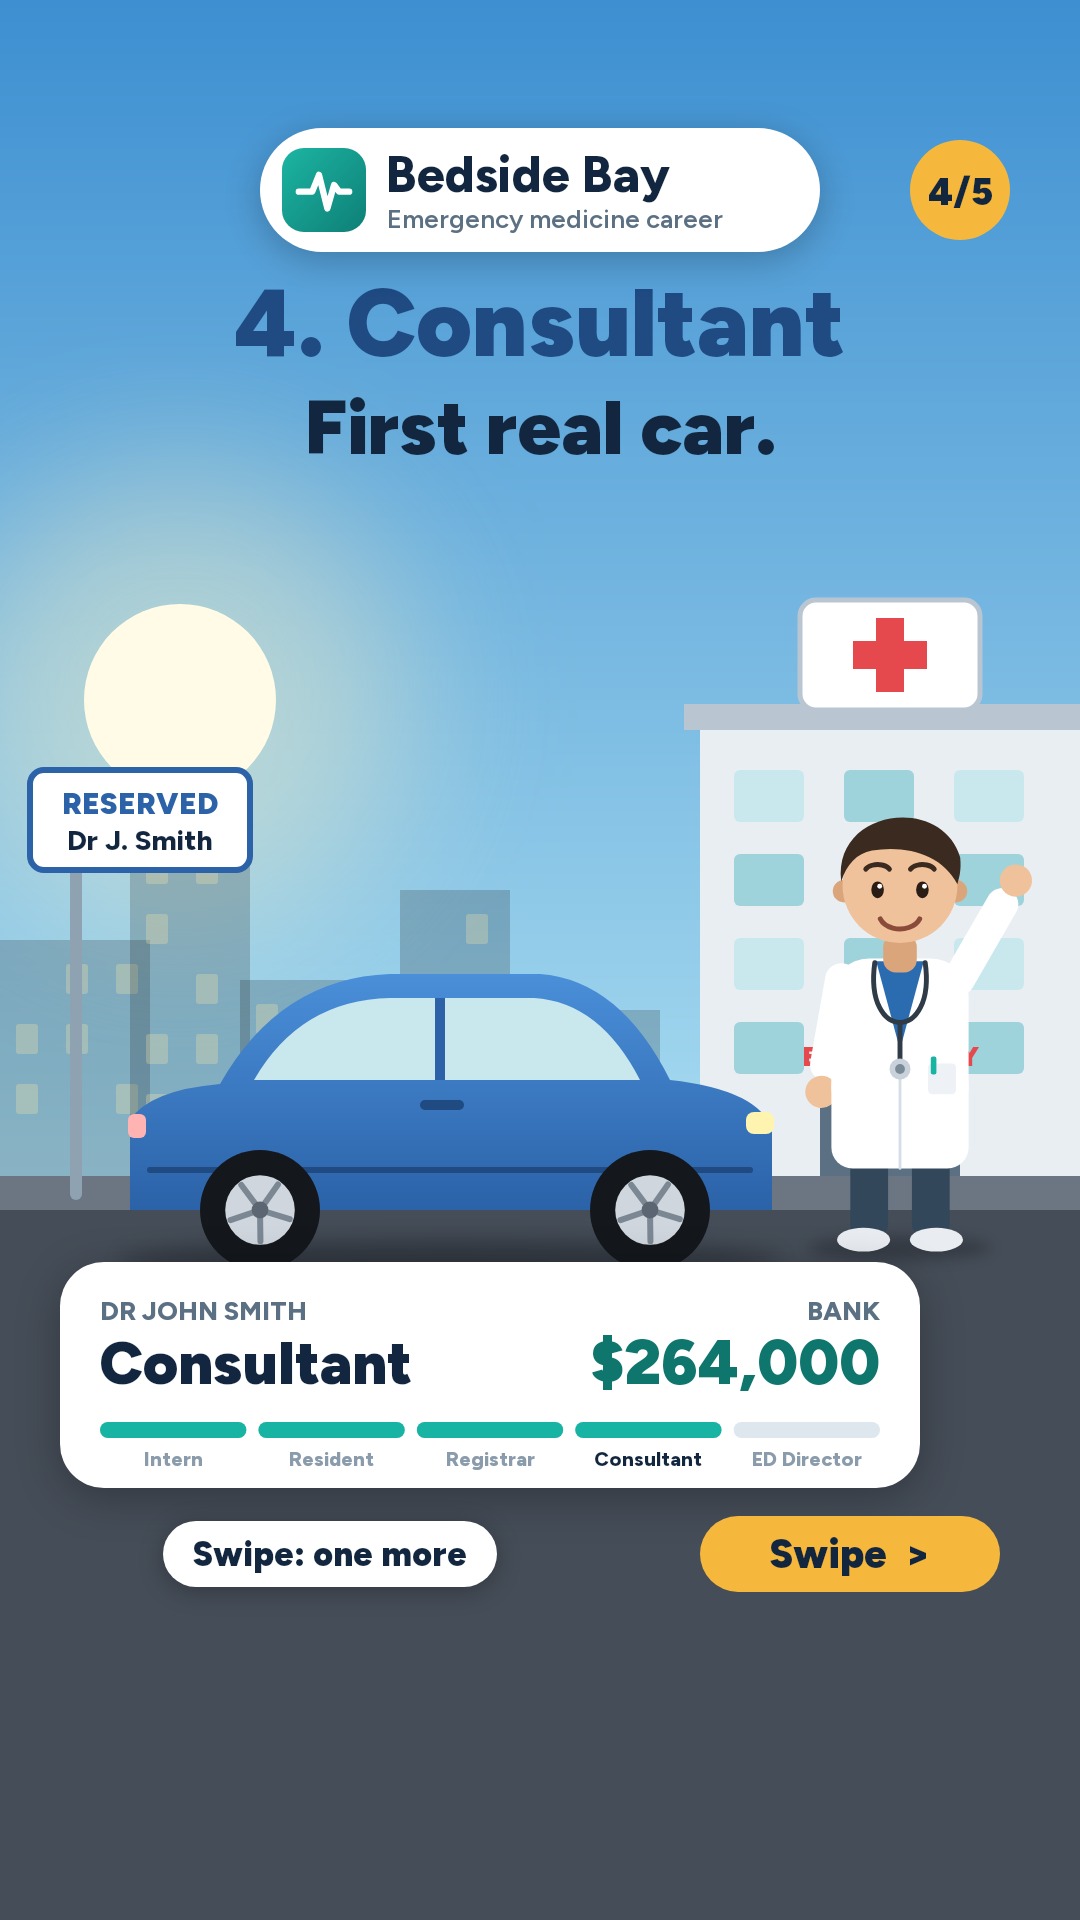 Bedside Bay
Emergency medicine career
4/5
4. Consultant
First real car.
RESERVED
Dr J. Smith
DR JOHN SMITH
BANK
Consultant
$264,000
Intern
Resident
Registrar
Consultant
ED Director
Swipe: one more
Swipe >